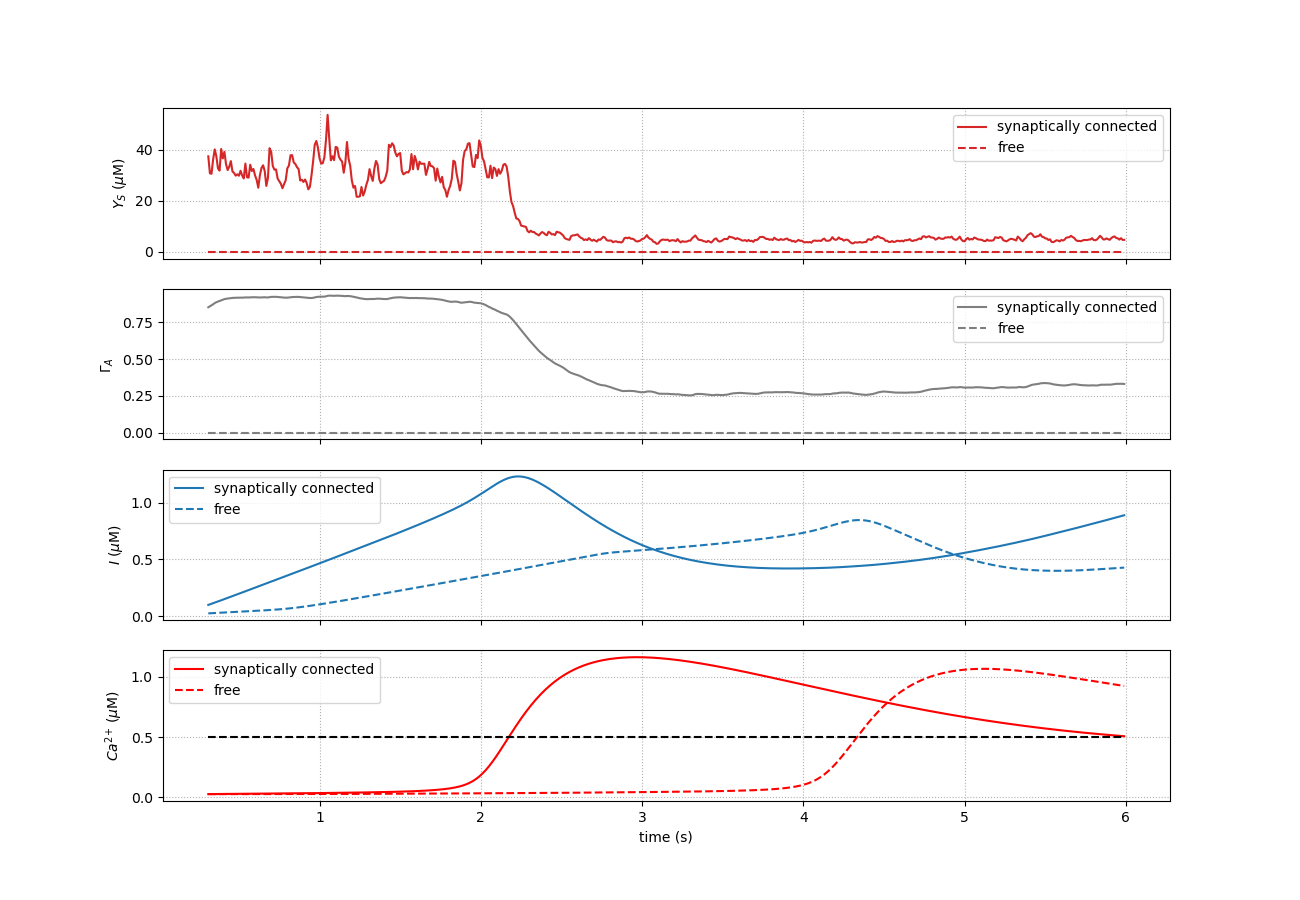 Y_S (μM)
40
20
0
synaptically connected
free
Γ_A
0.75
0.50
0.25
0.00
synaptically connected
free
I (μM)
1.0
0.5
0.0
synaptically connected
free
Ca²⁺ (μM)
1.0
0.5
0.0
synaptically connected
free
1 2 3 4 5 6
time (s)